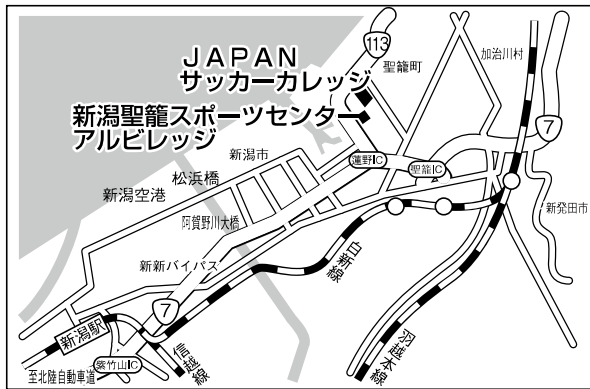 113
JAPAN
サッカーカレッジ
聖籠町
加治川村
新潟聖籠スポーツセンター
アルビレッジ
7
新潟市
蓮野IC
聖籠IC
松浜橋
新潟空港
新発田市
阿賀野川大橋
新新バイパス
白新線
7
新潟駅
羽越本線
信越線
紫竹山IC
至北陸自動車道